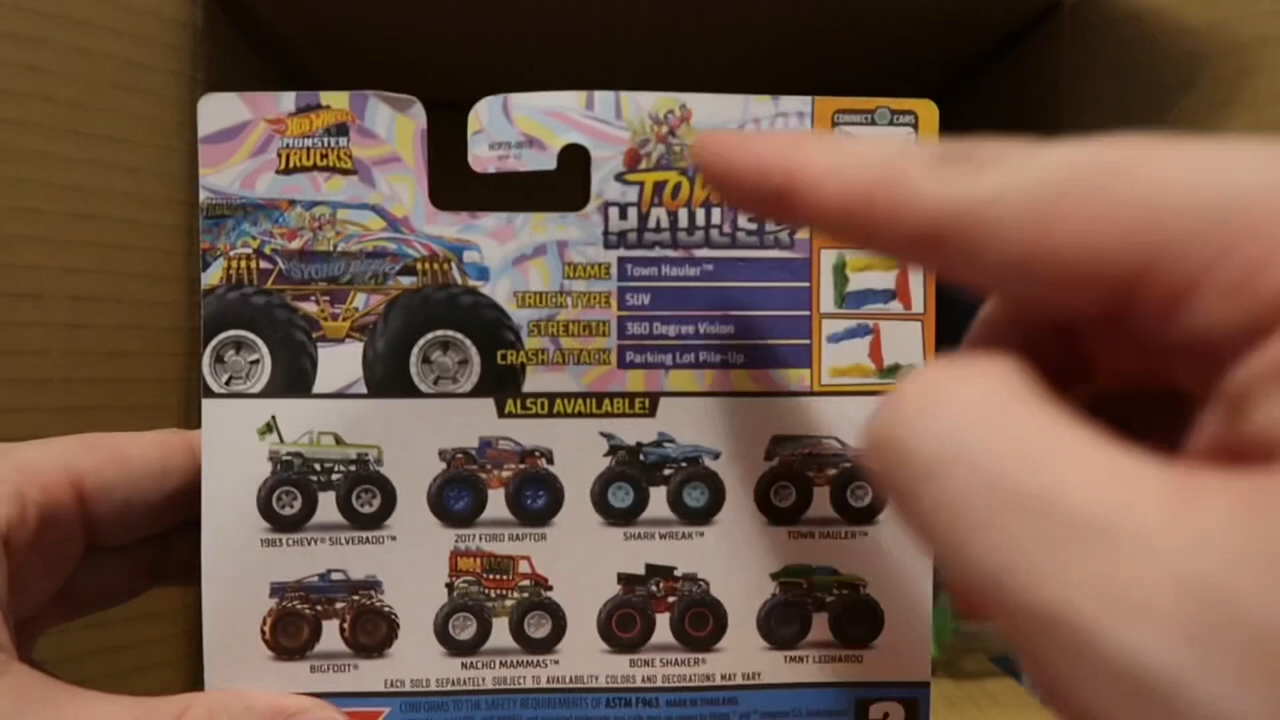 HOT WHEELS
MONSTER
TRUCKS
CONNECT CARS
HAULER
NAME Town Hauler™
TRUCK TYPE SUV
STRENGTH 360 Degree Vision
CRASH ATTACK Parking Lot Pile-Up
ALSO AVAILABLE!
1983 CHEVY® SILVERADO™
2017 FORD RAPTOR
SHARK WREAK™
TOWN HAULER™
BIGFOOT®
NACHO MAMMAS™
BONE SHAKER®
TMNT LEONARDO
EACH SOLD SEPARATELY. SUBJECT TO AVAILABILITY. COLORS AND DECORATIONS MAY VARY.
CONFORMS TO THE SAFETY REQUIREMENTS OF ASTM F963. MADE IN THAILAND.